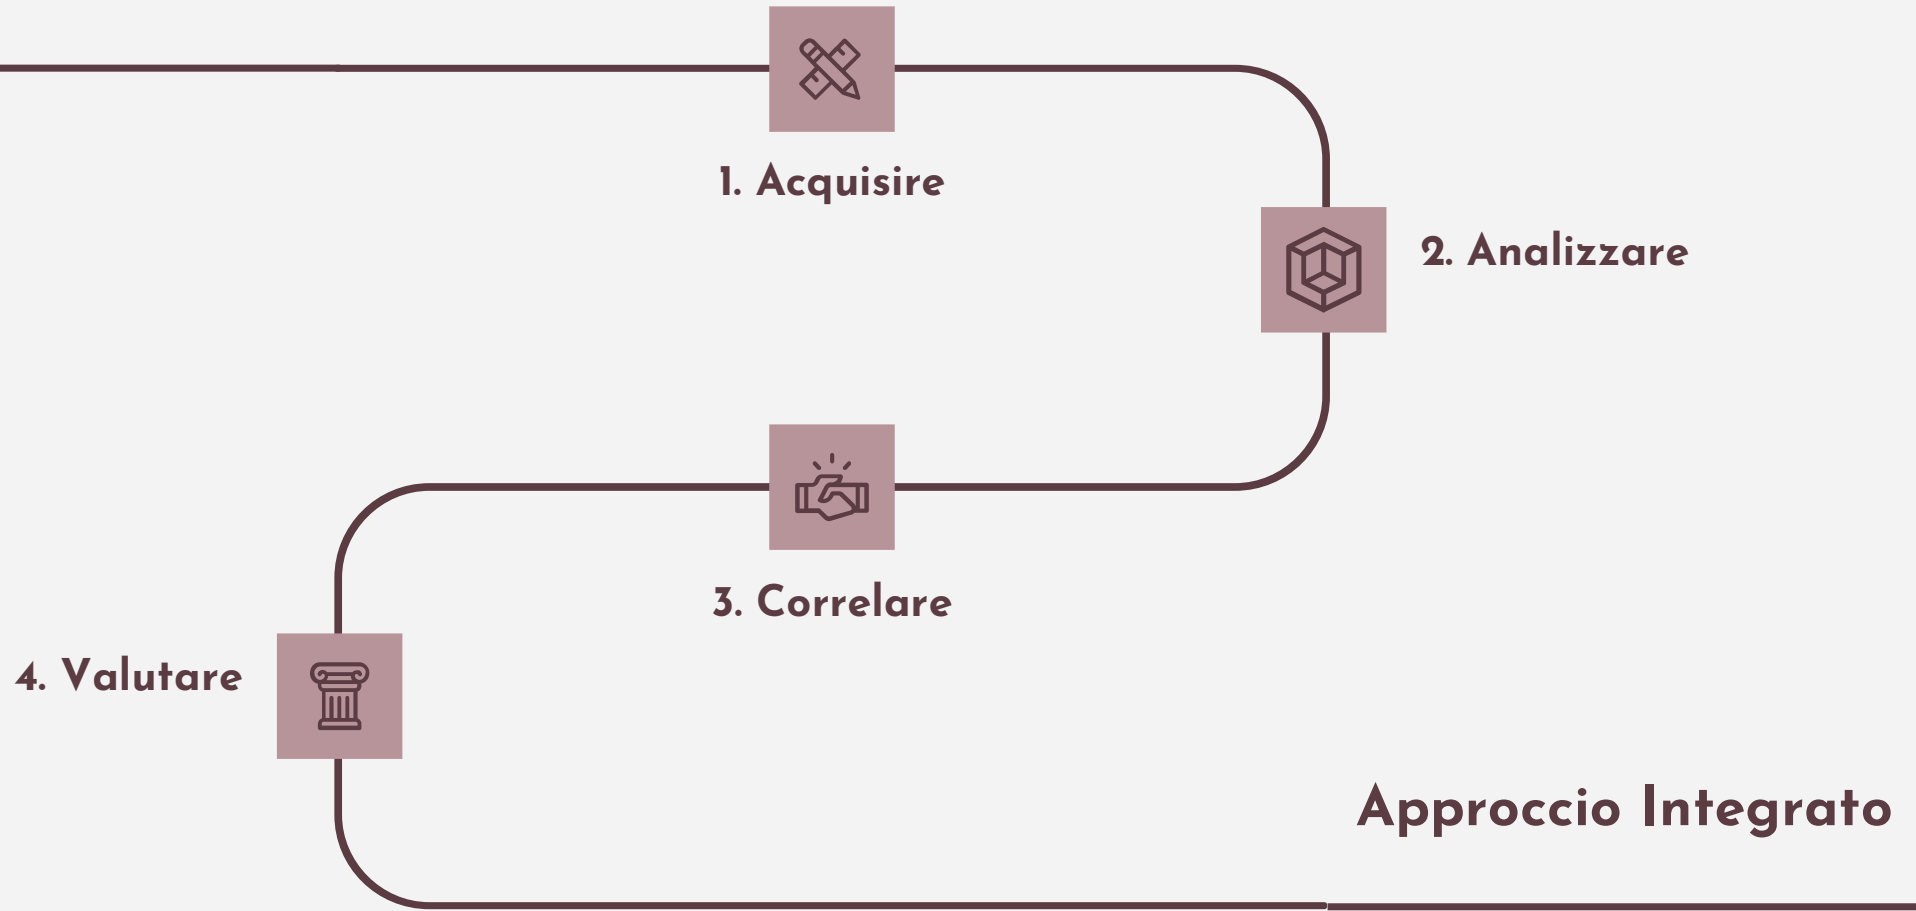 1. Acquisire
2. Analizzare
3. Correlare
4. Valutare
Approccio Integrato